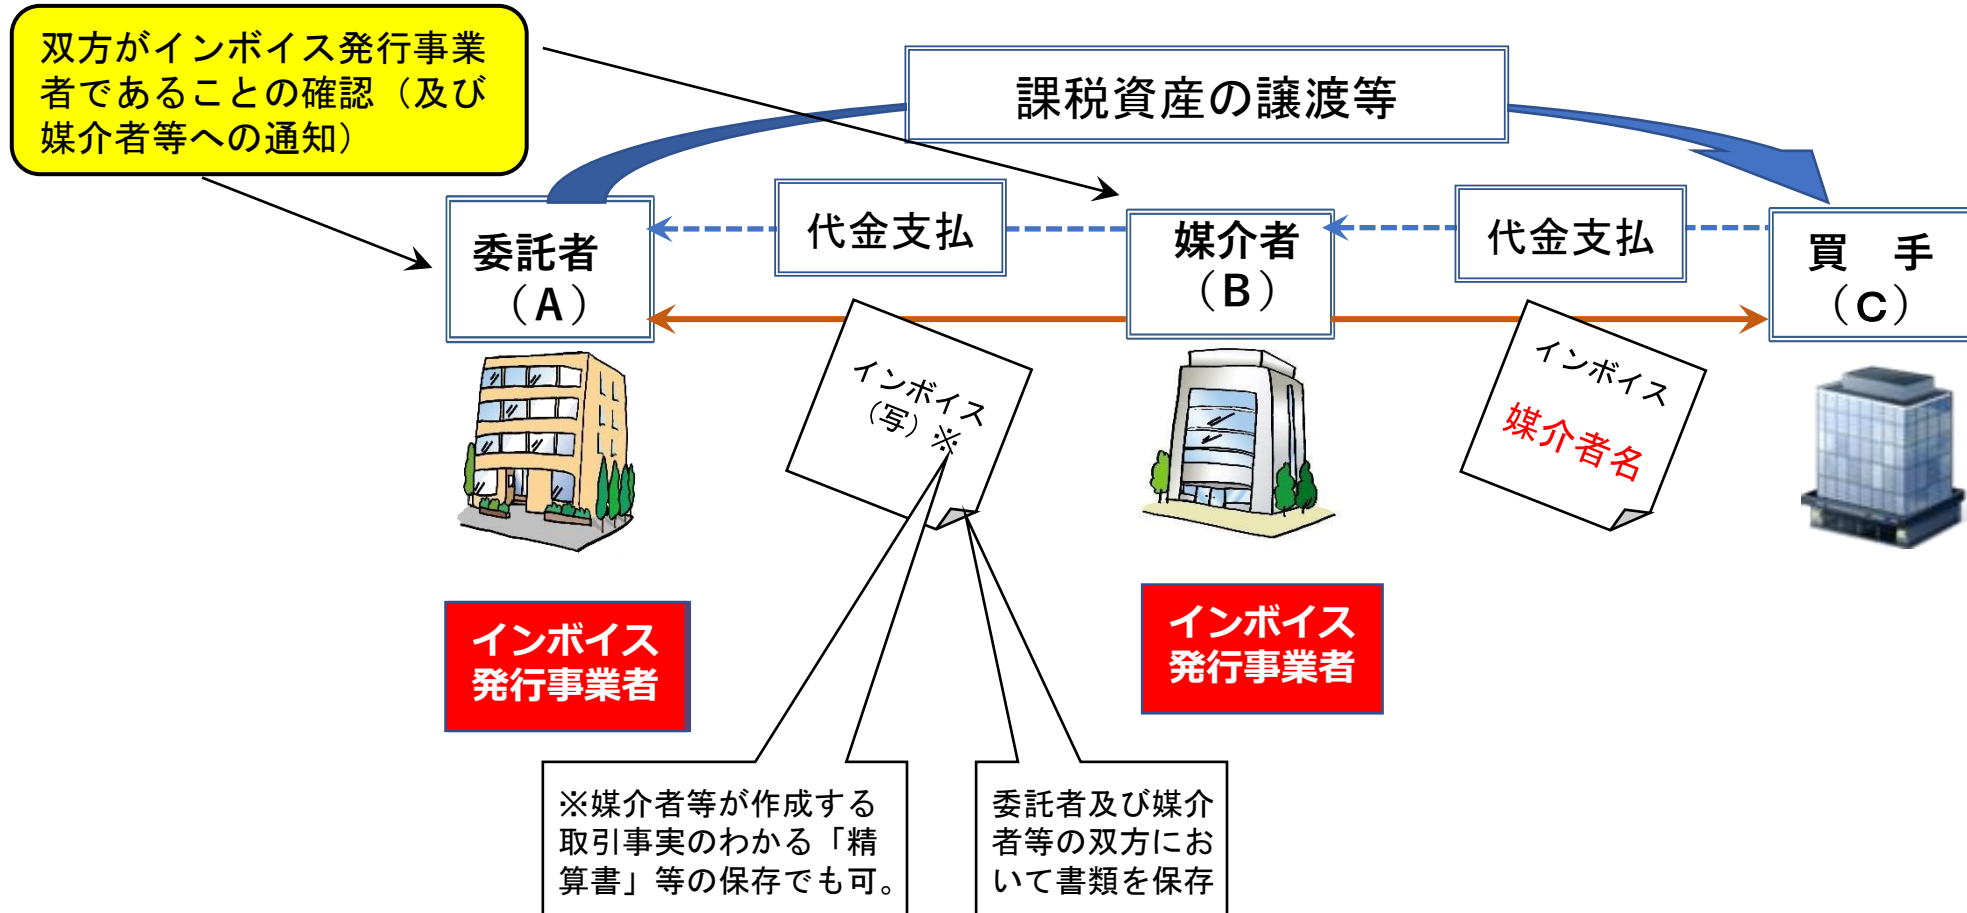 双方がインボイス発行事業
者であることの確認（及び
媒介者等への通知）
課税資産の譲渡等
代金支払
代金支払
委託者
（A）
媒介者
（B）
買　手
（C）
インボイス
（写）※
インボイス
媒介者名
インボイス
発行事業者
インボイス
発行事業者
※媒介者等が作成する
取引事実のわかる「精
算書」等の保存でも可。
委託者及び媒介
者等の双方にお
いて書類を保存